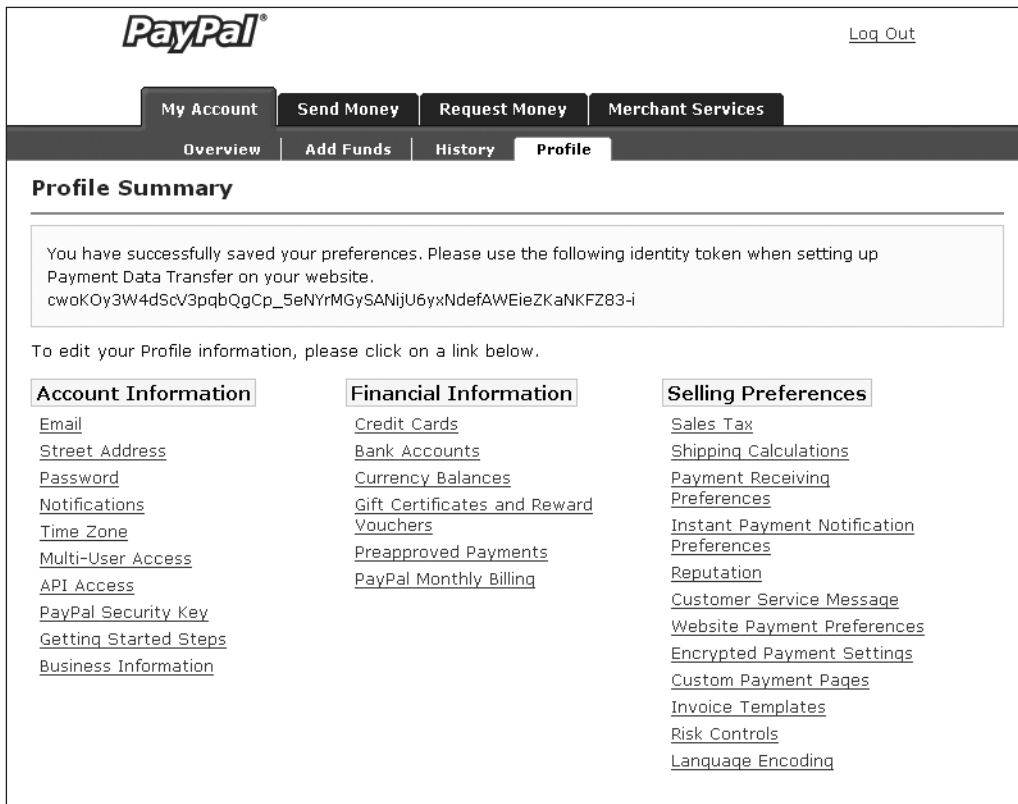 PayPal®
Log Out
My Account Send Money Request Money Merchant Services
Overview Add Funds History Profile
Profile Summary
You have successfully saved your preferences. Please use the following identity token when setting up
Payment Data Transfer on your website.
cwoKOy3W4dScV3pqbQgCp_5eNYrMGySANijU6yxNdefAWEieZKaNKFZ83-i
To edit your Profile information, please click on a link below.
Account Information
Email
Street Address
Password
Notifications
Time Zone
Multi-User Access
API Access
PayPal Security Key
Getting Started Steps
Business Information
Financial Information
Credit Cards
Bank Accounts
Currency Balances
Gift Certificates and Reward
Vouchers
Preapproved Payments
PayPal Monthly Billing
Selling Preferences
Sales Tax
Shipping Calculations
Payment Receiving
Preferences
Instant Payment Notification
Preferences
Reputation
Customer Service Message
Website Payment Preferences
Encrypted Payment Settings
Custom Payment Pages
Invoice Templates
Risk Controls
Language Encoding